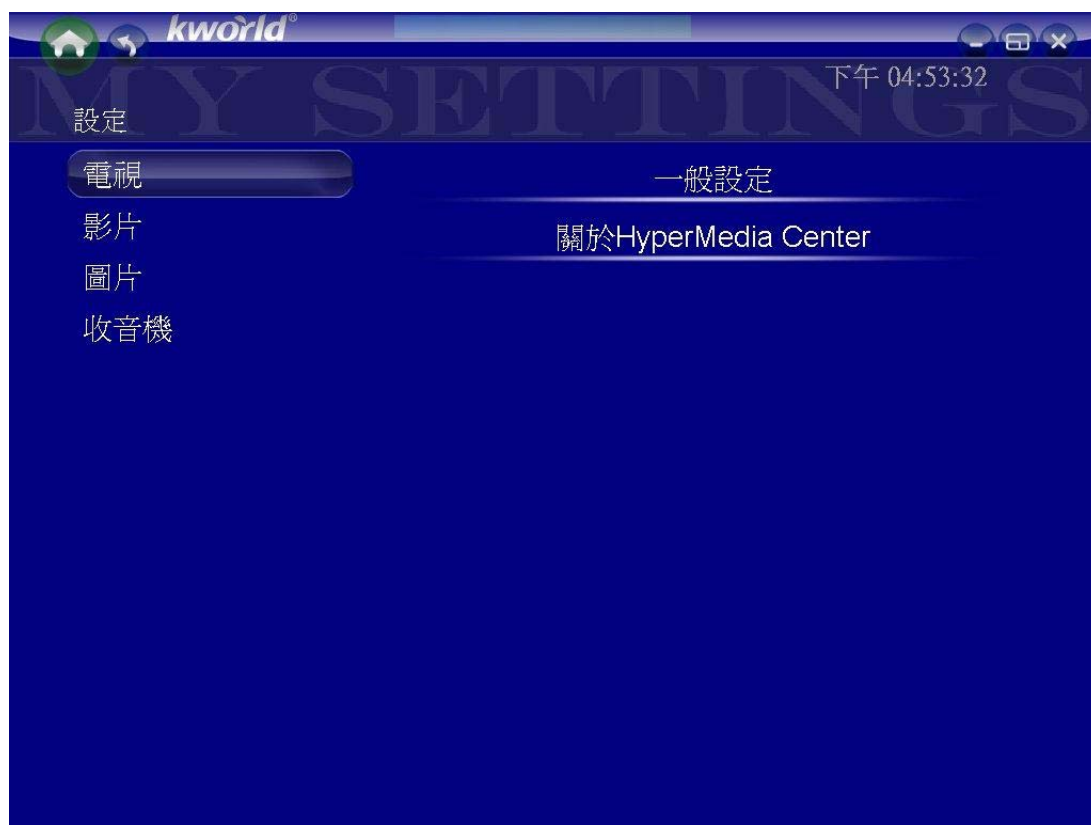 kworld®
MY SETTINGS
下午 04:53:32
設定
電視
影片
圖片
收音機
一般設定
關於HyperMedia Center